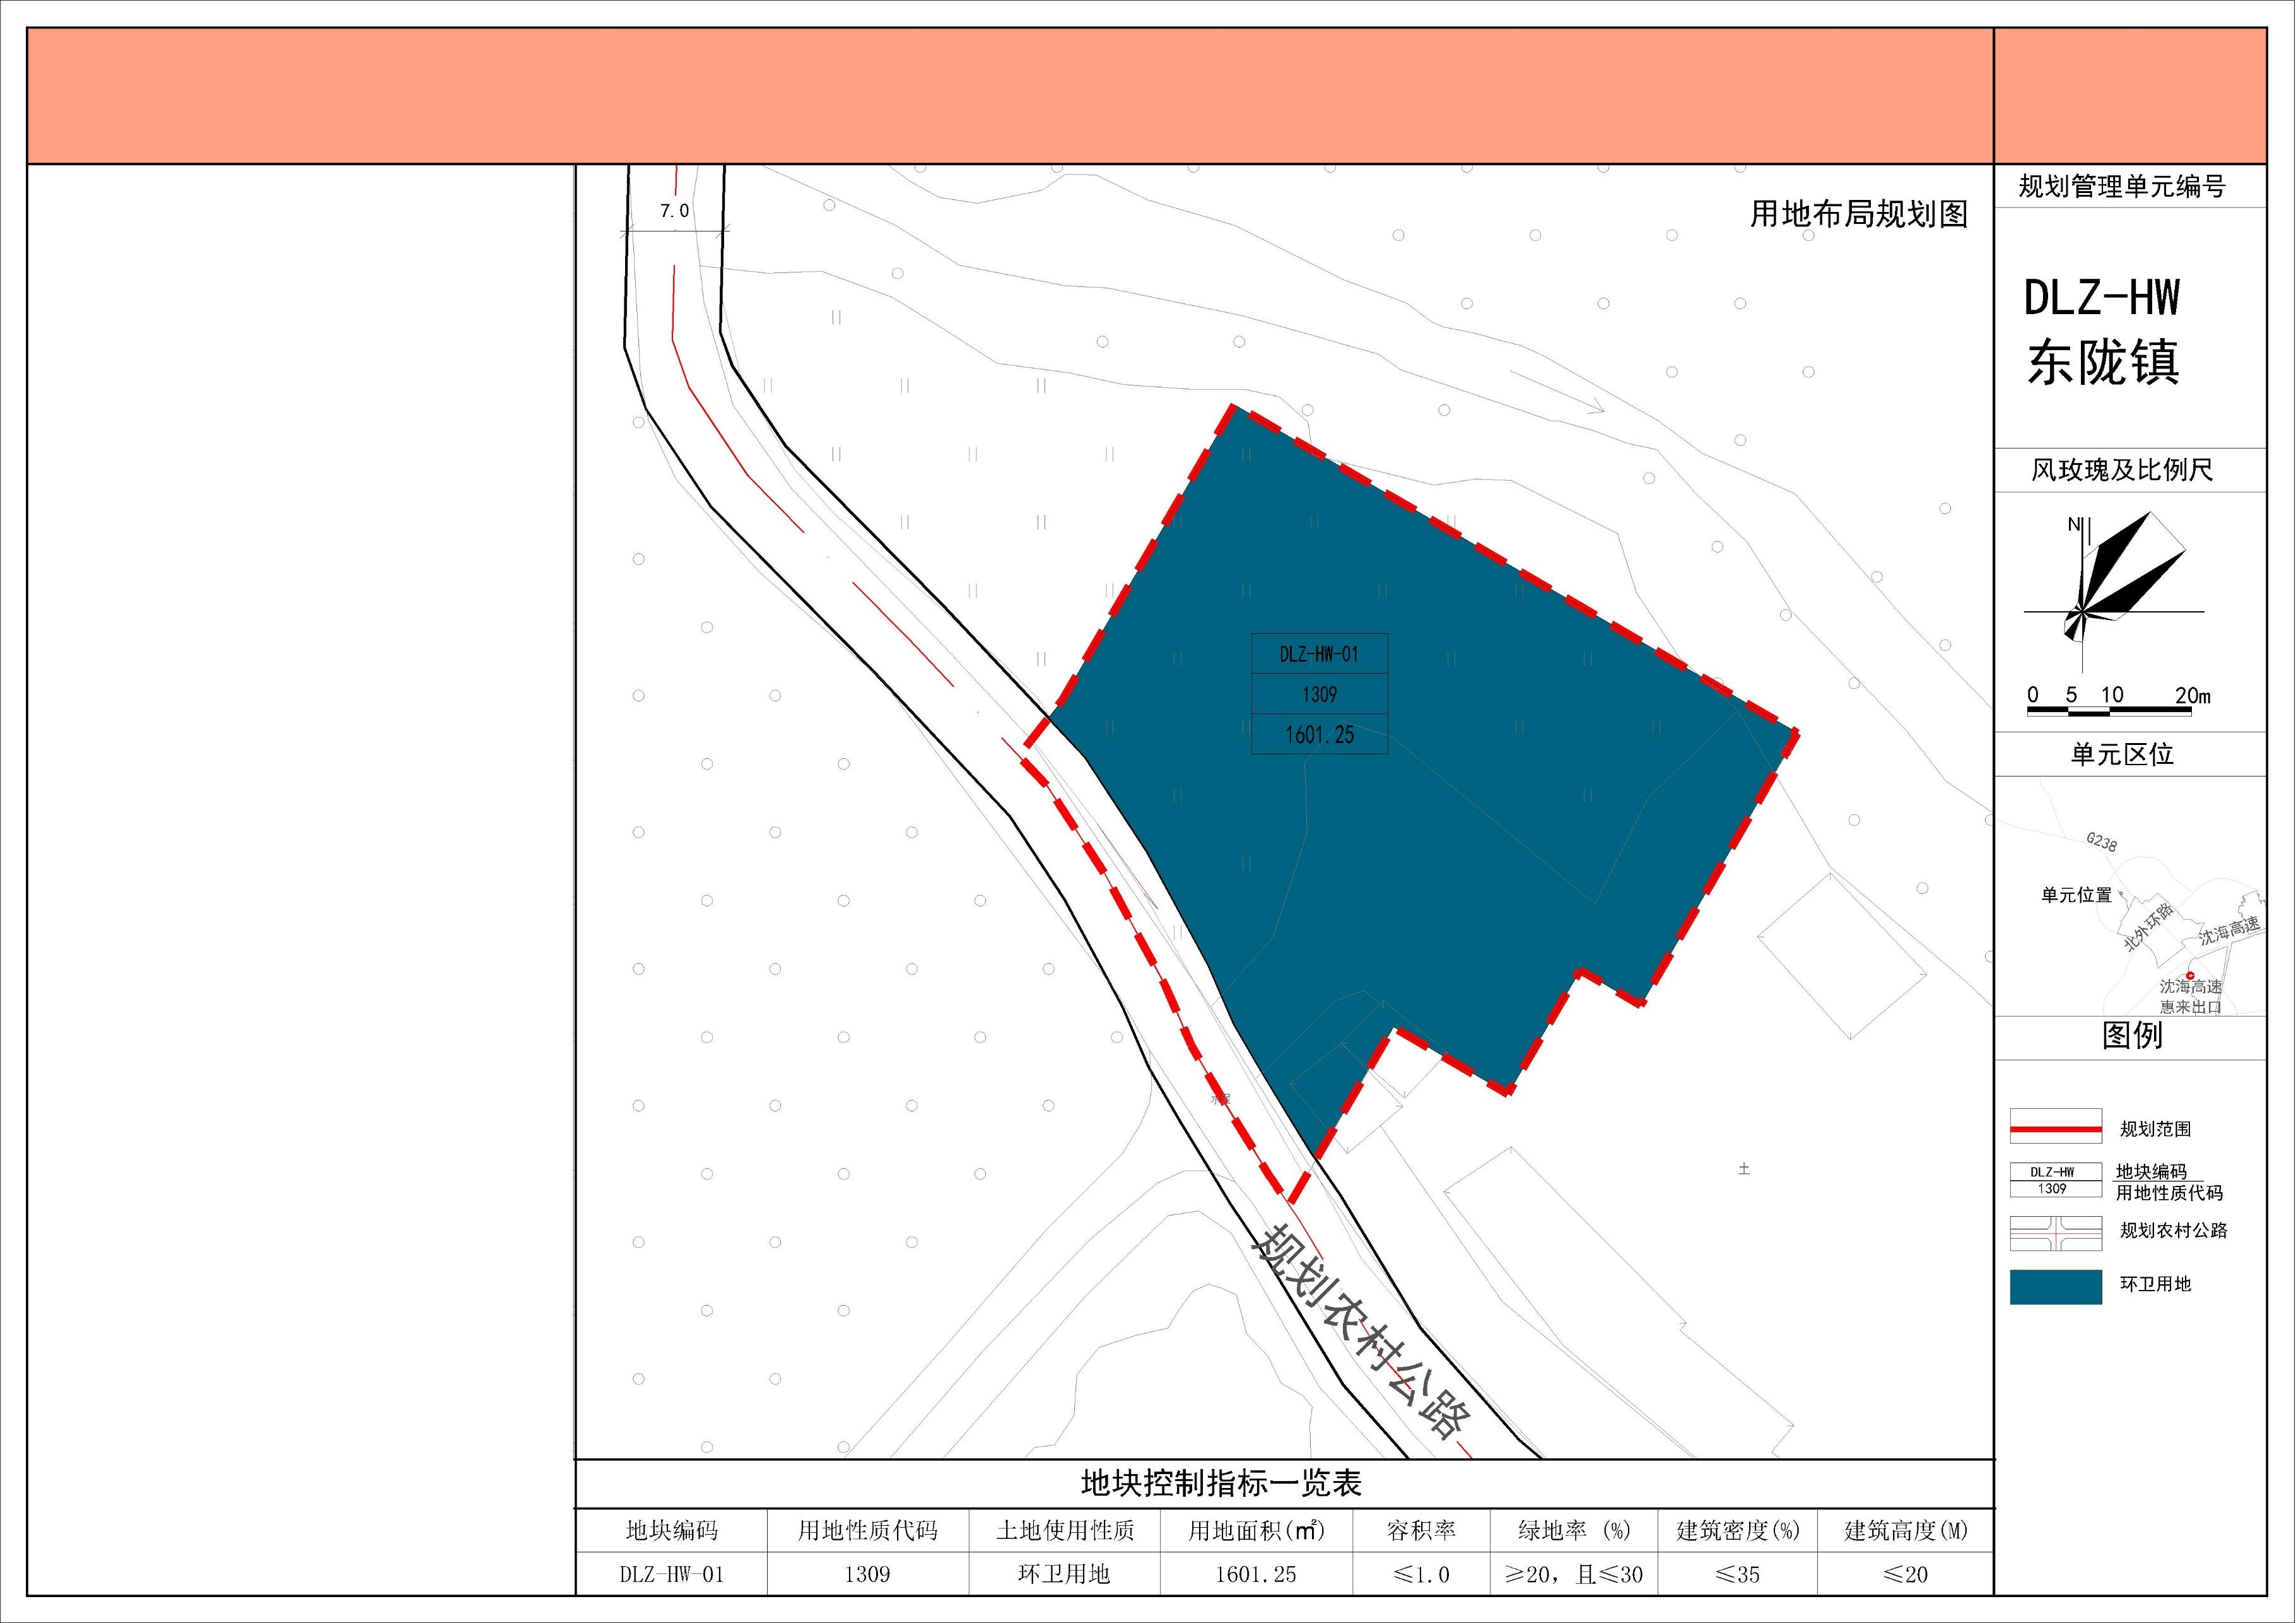 用地布局规划图
7.0
DLZ-HW-01
1309
1601.25
水泥
土
规划农村公路
地块控制指标一览表
地块编码 用地性质代码 土地使用性质 用地面积(㎡) 容积率 绿地率 (%) 建筑密度(%) 建筑高度(M)
DLZ-HW-01 1309 环卫用地 1601.25 ≤1.0 ≥20，且≤30 ≤35 ≤20
规划管理单元编号
DLZ-HW
东陇镇
风玫瑰及比例尺
N
0 5 10 20m
单元区位
G238
单元位置
北外环路
沈海高速
沈海高速
惠来出口
图例
规划范围
DLZ-HW
1309
地块编码
用地性质代码
规划农村公路
环卫用地